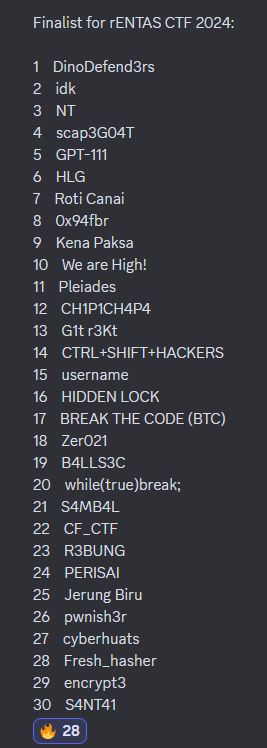 Finalist for rENTAS CTF 2024:
1 DinoDefend3rs
2 idk
3 NT
4 scap3G04T
5 GPT-111
6 HLG
7 Roti Canai
8 0x94fbr
9 Kena Paksa
10 We are High!
11 Pleiades
12 CH1P1CH4P4
13 G1t r3Kt
14 CTRL+SHIFT+HACKERS
15 username
16 HIDDEN LOCK
17 BREAK THE CODE (BTC)
18 Zer021
19 B4LLS3C
20 while(true)break;
21 S4MB4L
22 CF_CTF
23 R3BUNG
24 PERISAI
25 Jerung Biru
26 pwnish3r
27 cyberhuats
28 Fresh_hasher
29 encrypt3
30 S4NT41
🔥 28